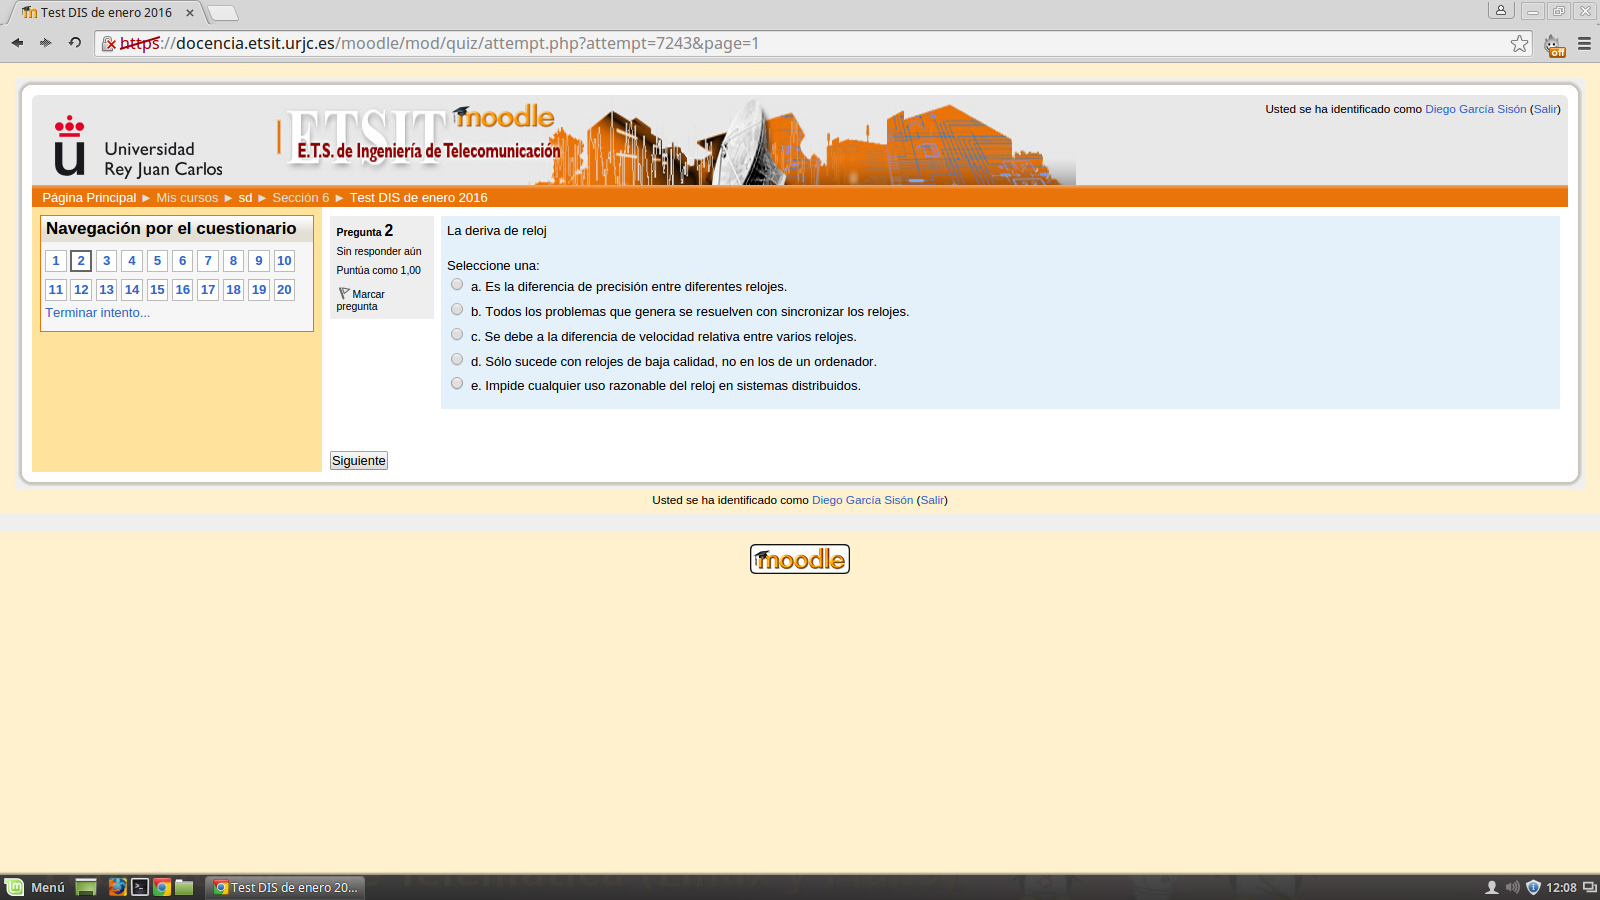 Test DIS de enero 2016
https://docencia.etsit.urjc.es/moodle/mod/quiz/attempt.php?attempt=7243&page=1
off
Universidad
Rey Juan Carlos
ETSIT moodle
E.T.S. de Ingeniería de Telecomunicación
Usted se ha identificado como Diego García Sisón (Salir)
Página Principal ► Mis cursos ► sd ► Sección 6 ► Test DIS de enero 2016
Navegación por el cuestionario
1 2 3 4 5 6 7 8 9 10
11 12 13 14 15 16 17 18 19 20
Terminar intento...
Pregunta 2
Sin responder aún
Puntúa como 1,00
Marcar
pregunta
La deriva de reloj
Seleccione una:
a. Es la diferencia de precisión entre diferentes relojes.
b. Todos los problemas que genera se resuelven con sincronizar los relojes.
c. Se debe a la diferencia de velocidad relativa entre varios relojes.
d. Sólo sucede con relojes de baja calidad, no en los de un ordenador.
e. Impide cualquier uso razonable del reloj en sistemas distribuidos.
Siguiente
Usted se ha identificado como Diego García Sisón (Salir)
moodle
Menú
Test DIS de enero 20...
12:08